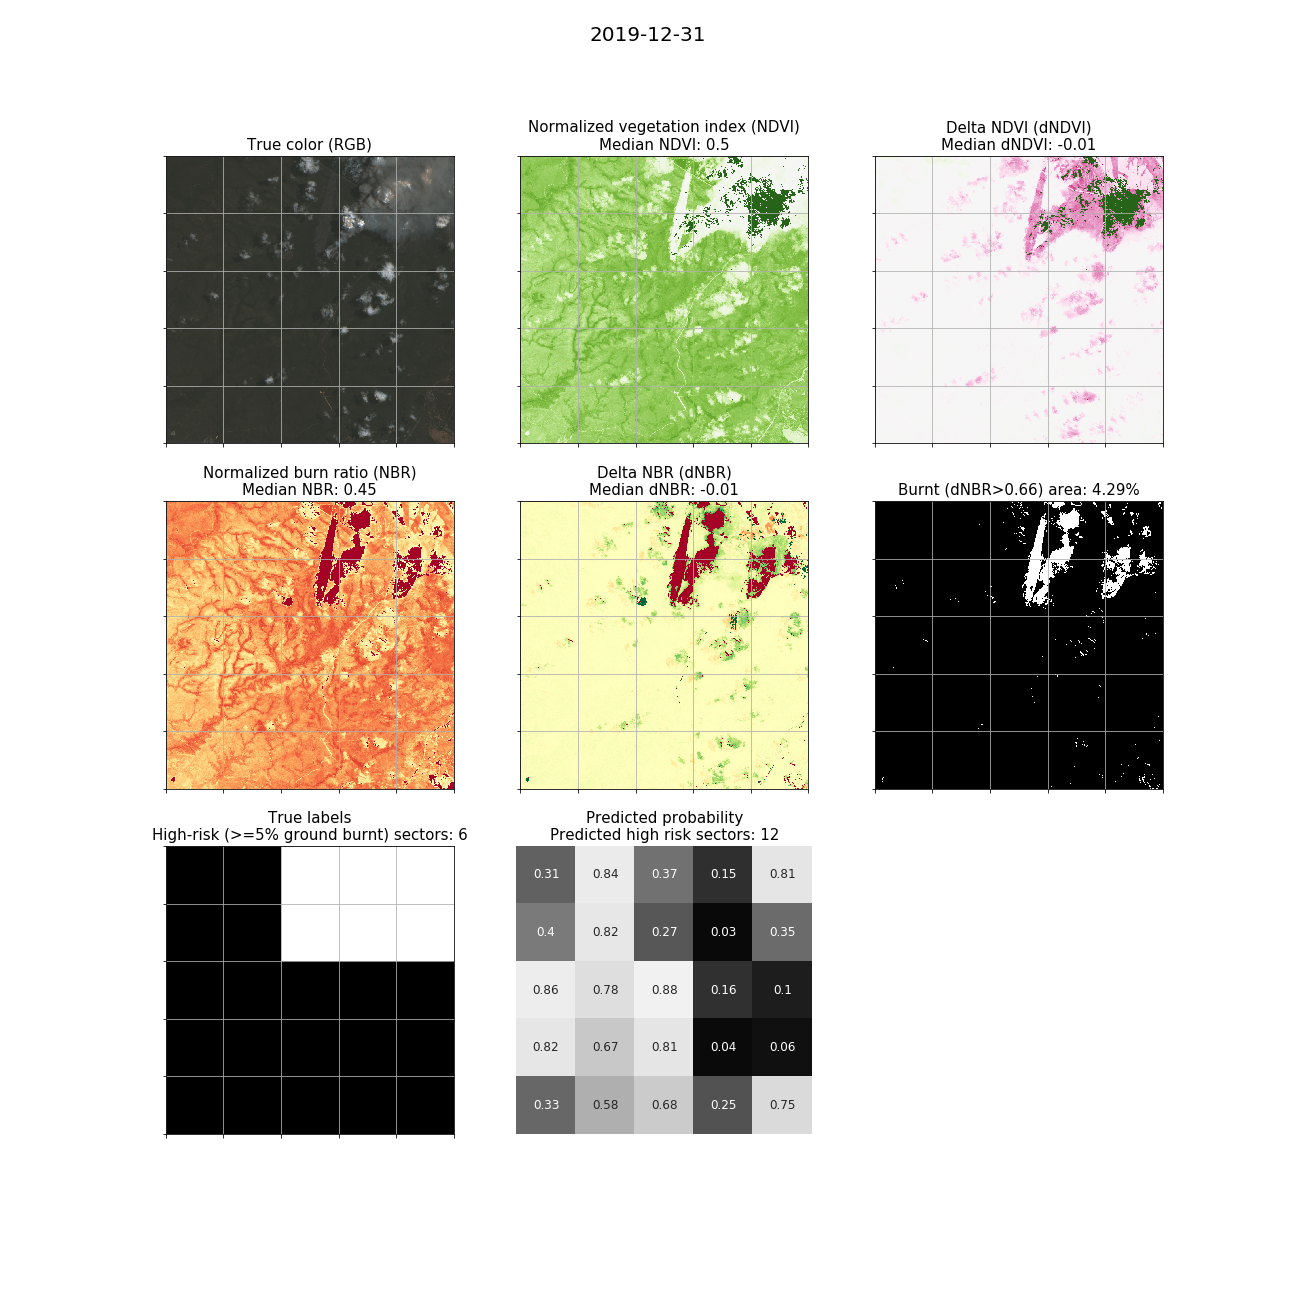 2019-12-31
True color (RGB)
Normalized vegetation index (NDVI)
Median NDVI: 0.5
Delta NDVI (dNDVI)
Median dNDVI: -0.01
Normalized burn ratio (NBR)
Median NBR: 0.45
Delta NBR (dNBR)
Median dNBR: -0.01
Burnt (dNBR>0.66) area: 4.29%
True labels
High-risk (>=5% ground burnt) sectors: 6
Predicted probability
Predicted high risk sectors: 12
0.31 0.84 0.37 0.15 0.81
0.4 0.82 0.27 0.03 0.35
0.86 0.78 0.88 0.16 0.1
0.82 0.67 0.81 0.04 0.06
0.33 0.58 0.68 0.25 0.75